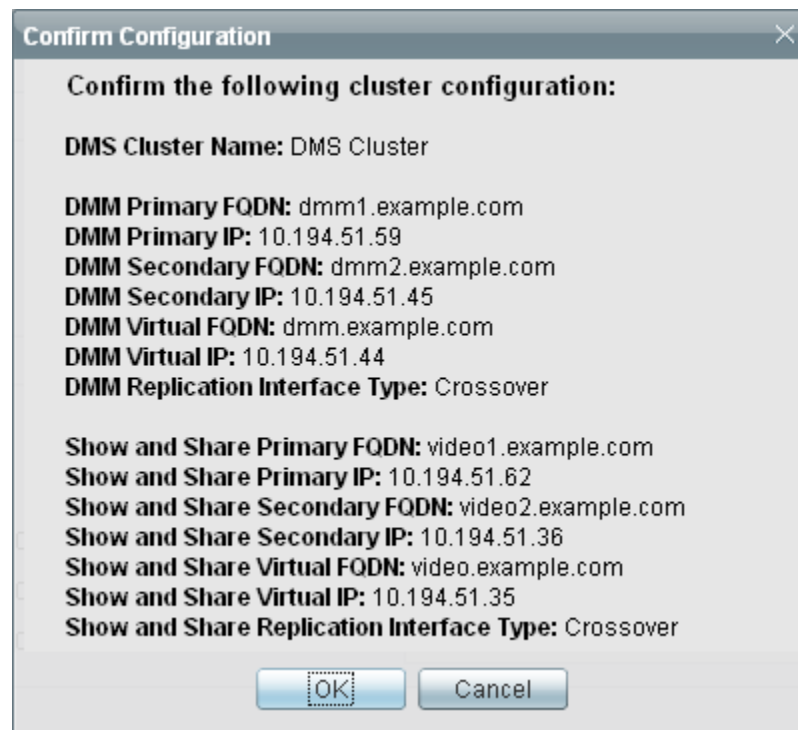 Confirm Configuration
Confirm the following cluster configuration:
DMS Cluster Name: DMS Cluster
DMM Primary FQDN: dmm1.example.com
DMM Primary IP: 10.194.51.59
DMM Secondary FQDN: dmm2.example.com
DMM Secondary IP: 10.194.51.45
DMM Virtual FQDN: dmm.example.com
DMM Virtual IP: 10.194.51.44
DMM Replication Interface Type: Crossover
Show and Share Primary FQDN: video1.example.com
Show and Share Primary IP: 10.194.51.62
Show and Share Secondary FQDN: video2.example.com
Show and Share Secondary IP: 10.194.51.36
Show and Share Virtual FQDN: video.example.com
Show and Share Virtual IP: 10.194.51.35
Show and Share Replication Interface Type: Crossover
OK
Cancel